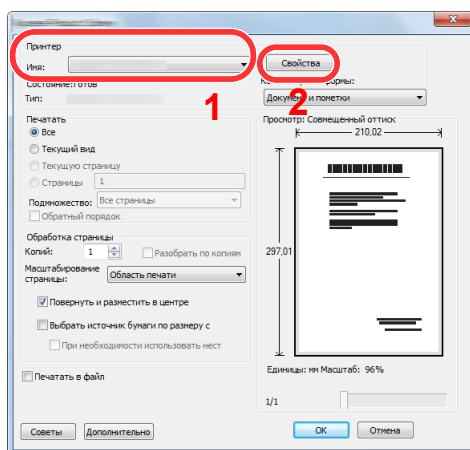 x
Принтер
Имя:
Свойства
Состояние: Готов
Тип:
1
2
Документ и пометки
Печатать
Все
Текущий вид
Текущую страницу
Страницы 1
Подмножество: Все страницы
Обратный порядок
Просмотр: Совмещенный оттиск
210,02
297,01
Обработка страницы
Копий: 1 Разобрать по копиям
Масштабирование
страницы: Область печати
Повернуть и разместить в центре
Выбрать источник бумаги по размеру с
При необходимости использовать нест
Печатать в файл
Единицы: мм Масштаб: 96%
1/1
Советы Дополнительно
OK Отмена